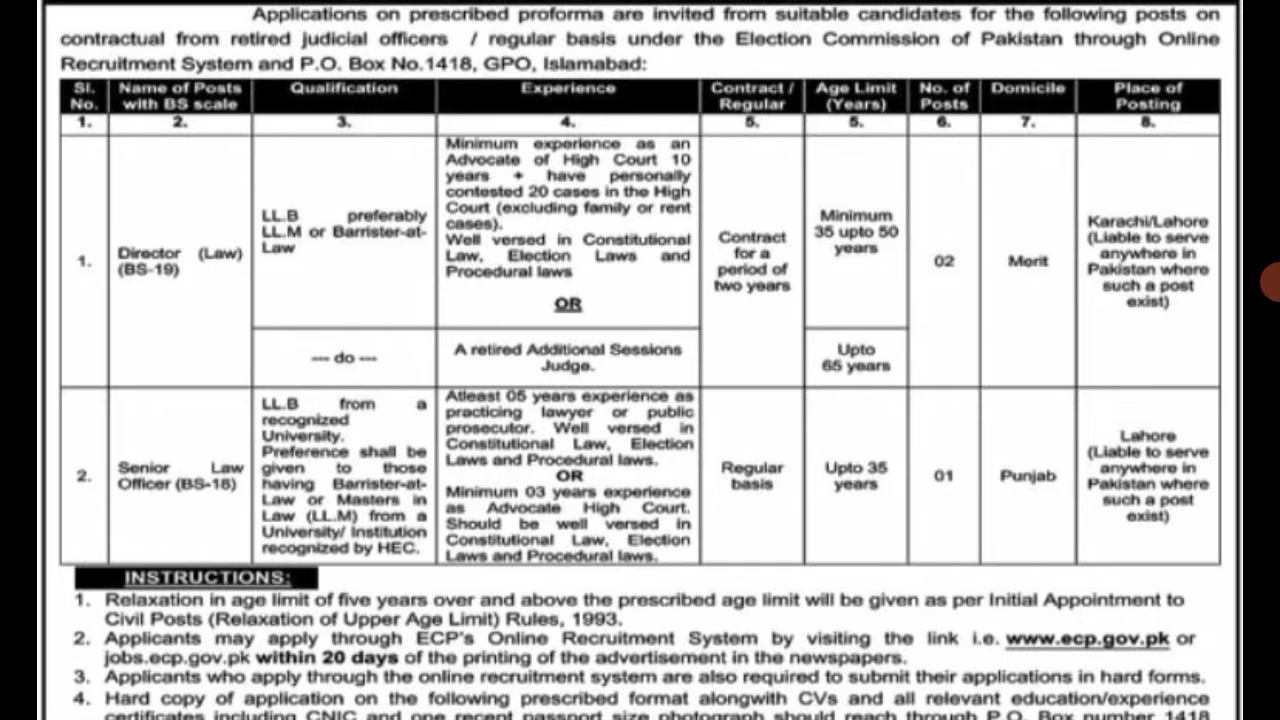 Applications on prescribed proforma are invited from suitable candidates for the following posts on
contractual from retired judicial officers / regular basis under the Election Commission of Pakistan through Online
Recruitment System and P.O. Box No.1418, GPO, Islamabad:
Sl. No.
Name of Posts with BS scale
Qualification
Experience
Contract / Regular
Age Limit (Years)
No. of Posts
Domicile
Place of Posting
1. 2. 3. 4. 5. 5. 6. 7. 8.
1.
Director (Law)
(BS-19)
LL.B preferably
LL.M or Barrister-at-
Law
Minimum experience as an
Advocate of High Court 10
years + have personally
contested 20 cases in the High
Court (excluding family or rent
cases).
Well versed in Constitutional
Law, Election Laws and
Procedural laws
OR
Contract
for a
period of
two years
Minimum
35 upto 50
years
02
Merit
Karachi/Lahore
(Liable to serve
anywhere in
Pakistan where
such a post
exist)
--- do ---
A retired Additional Sessions
Judge.
Upto
65 years
2.
Senior Law
Officer (BS-18)
LL.B from a
recognized
University.
Preference shall be
given to those
having Barrister-at-
Law or Masters in
Law (LL.M) from a
University/ Institution
recognized by HEC.
Atleast 05 years experience as
practicing lawyer or public
prosecutor. Well versed in
Constitutional Law, Election
Laws and Procedural laws.
OR
Minimum 03 years experience
as Advocate High Court.
Should be well versed in
Constitutional Law, Election
Laws and Procedural laws.
Regular
basis
Upto 35
years
01
Punjab
Lahore
(Liable to serve
anywhere in
Pakistan where
such a post
exist)
INSTRUCTIONS:
1. Relaxation in age limit of five years over and above the prescribed age limit will be given as per Initial Appointment to
Civil Posts (Relaxation of Upper Age Limit) Rules, 1993.
2. Applicants may apply through ECP's Online Recruitment System by visiting the link i.e. www.ecp.gov.pk or
jobs.ecp.gov.pk within 20 days of the printing of the advertisement in the newspapers.
3. Applicants who apply through the online recruitment system are also required to submit their applications in hard forms.
4. Hard copy of application on the following prescribed format alongwith CVs and all relevant education/experience
certificates including CNIC and one recent passport size photograph should reach through P.O. Box number 1418